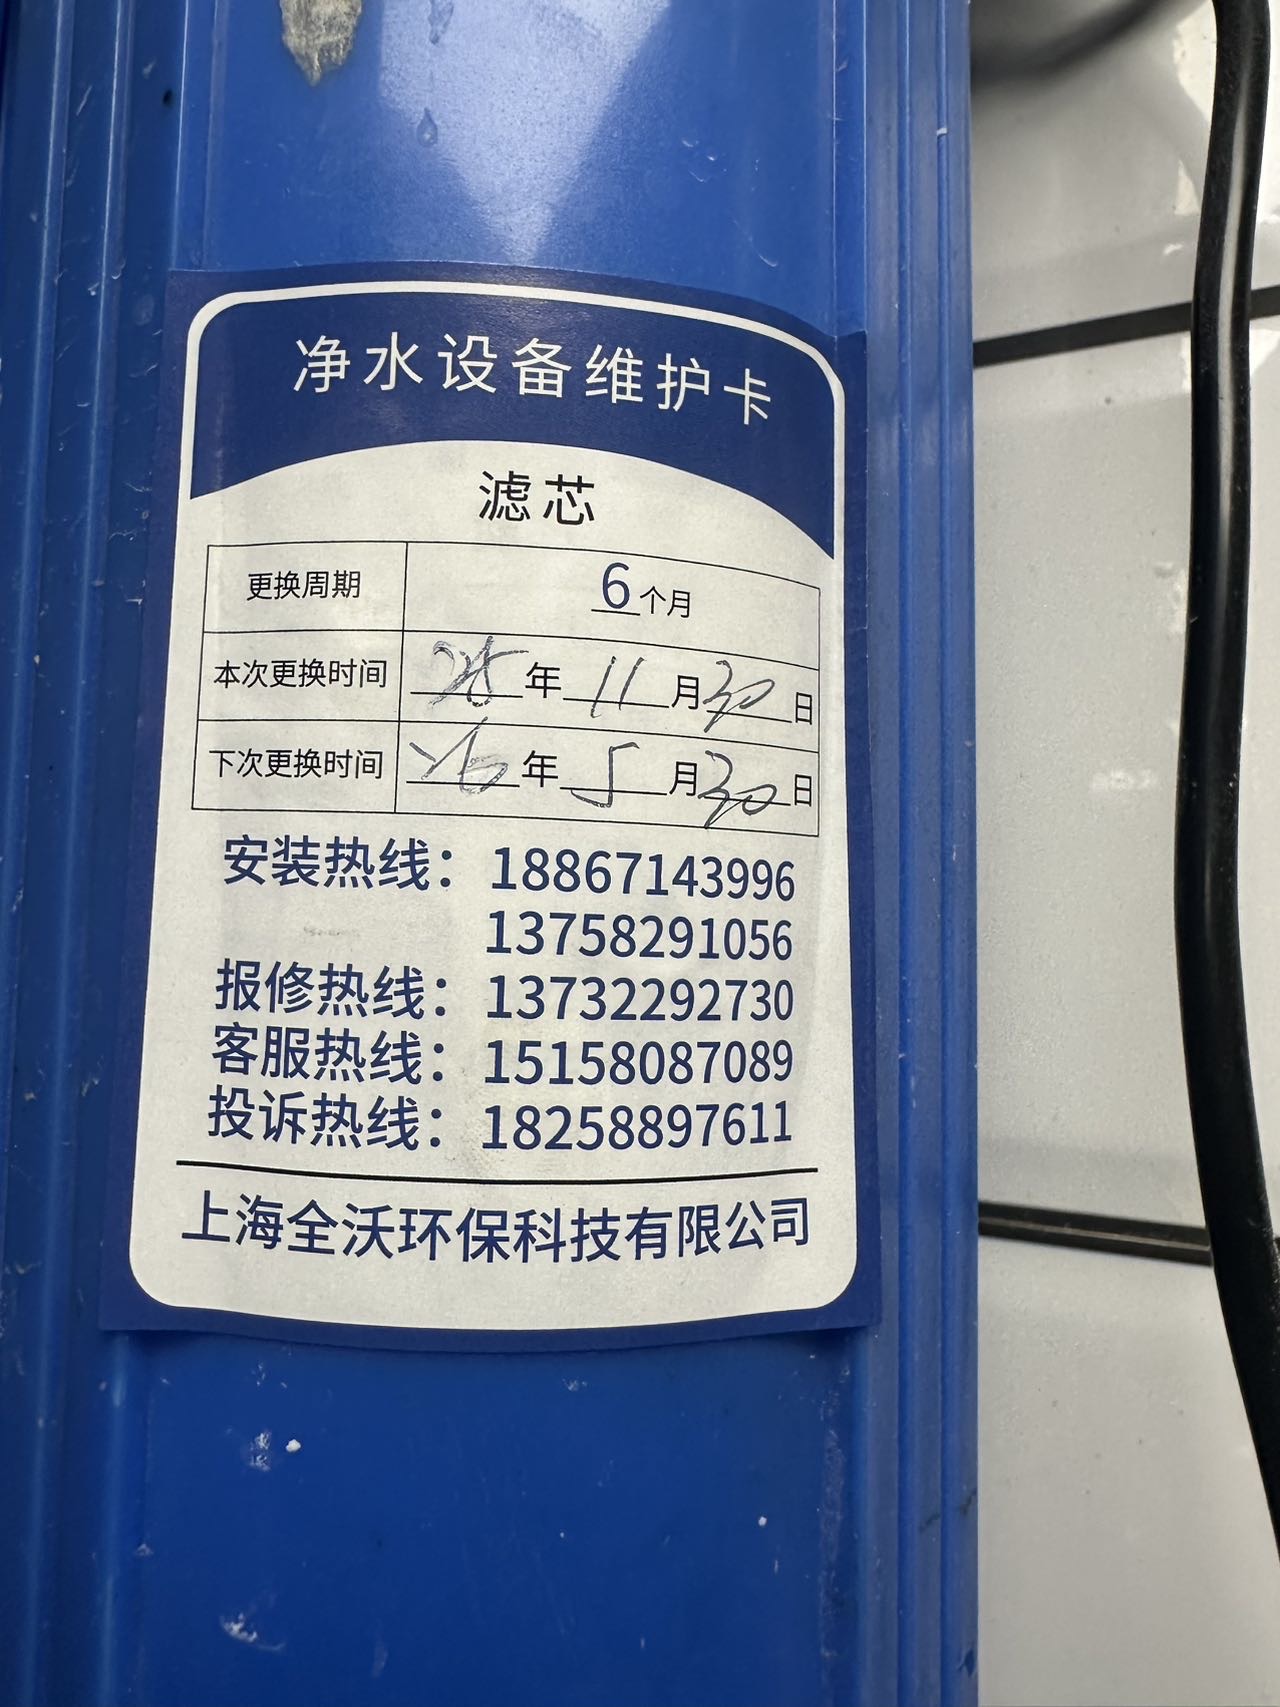 净水设备维护卡
滤芯
更换周期 6个月
本次更换时间 25年11月30日
下次更换时间 26年5月30日
安装热线：18867143996
13758291056
报修热线：13732292730
客服热线：15158087089
投诉热线：18258897611
上海全沃环保科技有限公司